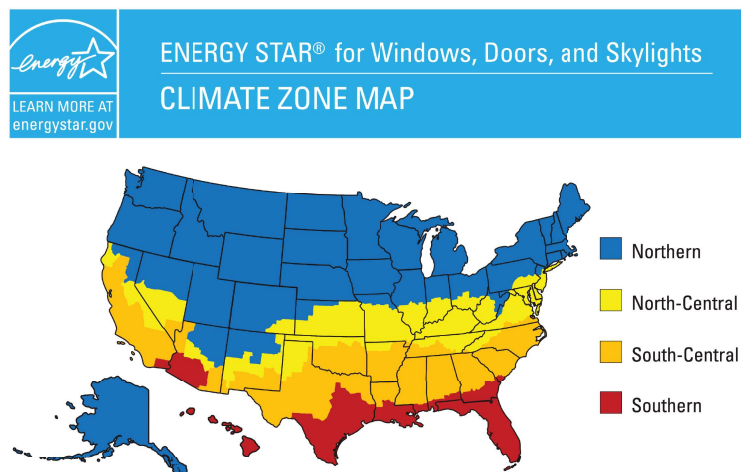 energy
LEARN MORE AT
energystar.gov
ENERGY STAR® for Windows, Doors, and Skylights
CLIMATE ZONE MAP
Northern
North-Central
South-Central
Southern